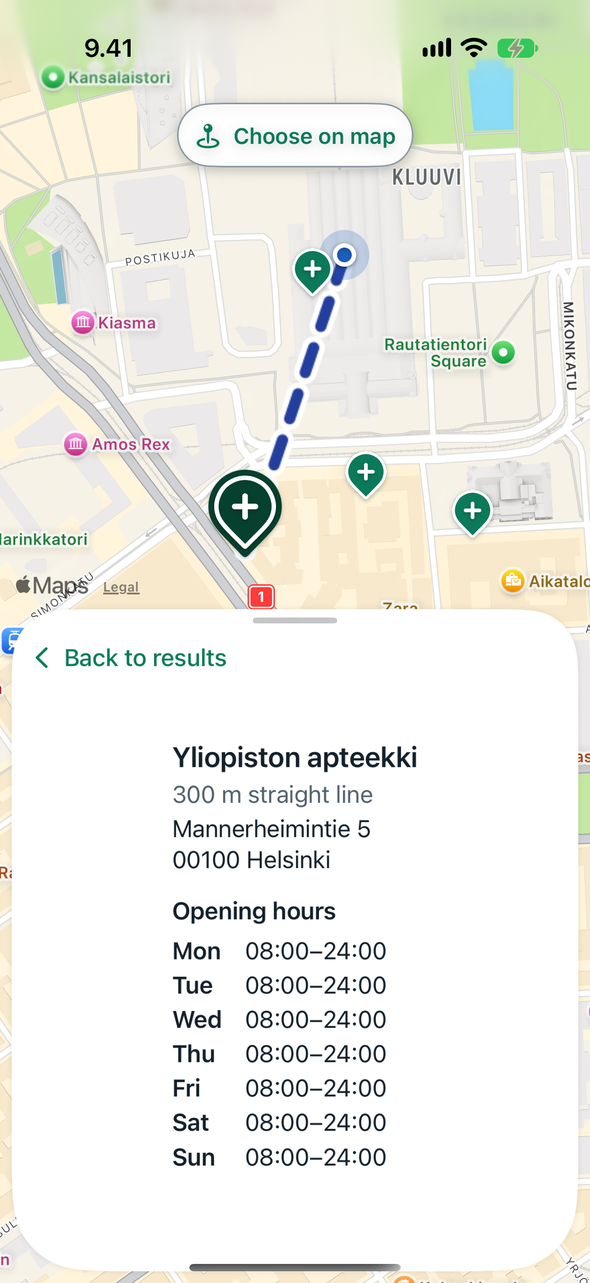 9.41
Kansalaistori
Choose on map
KLUUVI
POSTIKUJA
Kiasma
MIKONKATU
Rautatientori
Square
Amos Rex
Maps
Legal
SIMONKATU
1
Aikatalo
Zara
Back to results
Yliopiston apteekki
300 m straight line
Mannerheimintie 5
00100 Helsinki
Opening hours
Mon 08:00–24:00
Tue 08:00–24:00
Wed 08:00–24:00
Thu 08:00–24:00
Fri 08:00–24:00
Sat 08:00–24:00
Sun 08:00–24:00